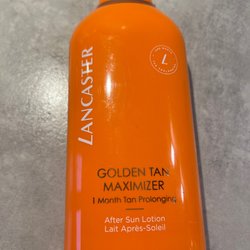 LANCASTER
GOLDEN TAN
MAXIMIZER
1 Month Tan Prolonging
After Sun Lotion
Lait Après-Soleil